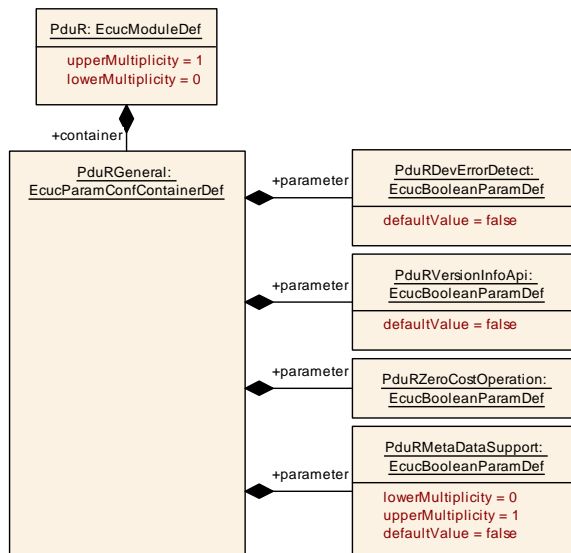 PduR: EcucModuleDef
upperMultiplicity = 1
lowerMultiplicity = 0
+container
PduRGeneral:
EcucParamConfContainerDef
+parameter
PduRDevErrorDetect:
EcucBooleanParamDef
defaultValue = false
+parameter
PduRVersionInfoApi:
EcucBooleanParamDef
defaultValue = false
+parameter
PduRZeroCostOperation:
EcucBooleanParamDef
+parameter
PduRMetaDataSupport:
EcucBooleanParamDef
lowerMultiplicity = 0
upperMultiplicity = 1
defaultValue = false